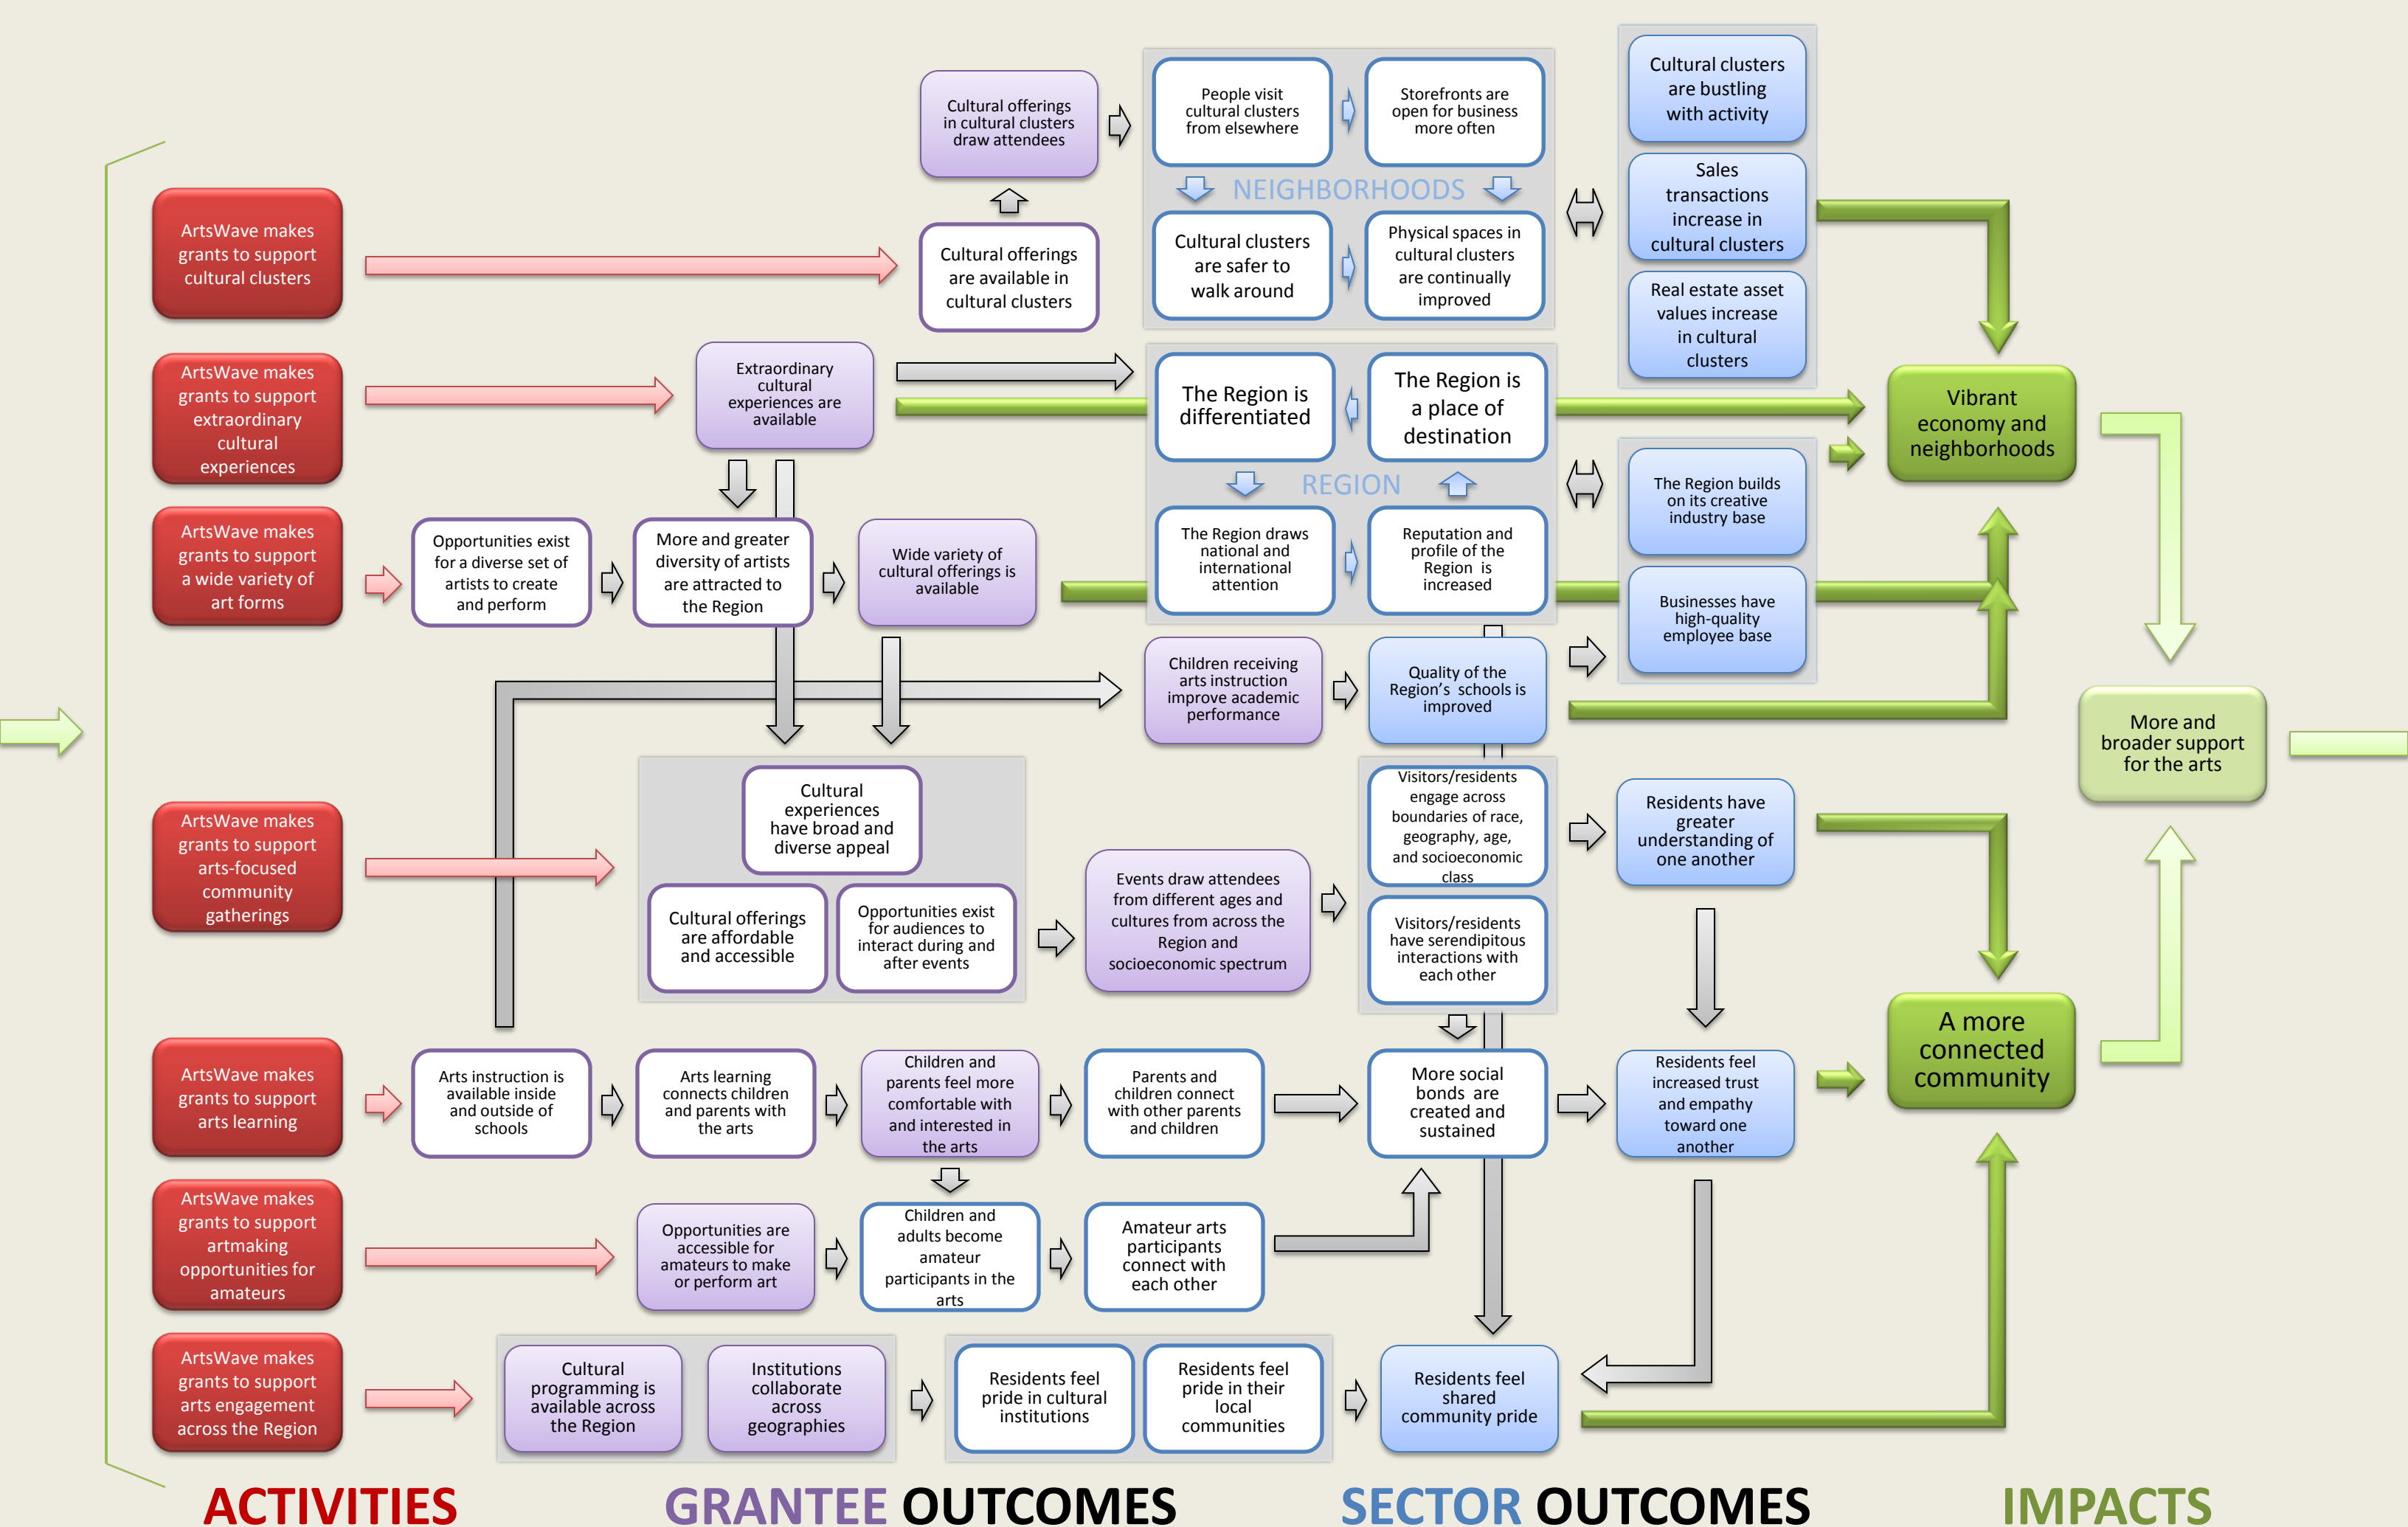 Cultural offerings
in cultural clusters
draw attendees
People visit
cultural clusters
from elsewhere
Storefronts are
open for business
more often
Cultural clusters
are bustling
with activity
ArtsWave makes
grants to support
cultural clusters
Cultural offerings
are available in
cultural clusters
NEIGHBORHOODS
Cultural clusters
are safer to
walk around
Physical spaces in
cultural clusters
are continually
improved
Sales
transactions
increase in
cultural clusters
Real estate asset
values increase
in cultural
clusters
ArtsWave makes
grants to support
extraordinary
cultural
experiences
Extraordinary
cultural
experiences are
available
The Region is
differentiated
The Region is
a place of
destination
Vibrant
economy and
neighborhoods
REGION
ArtsWave makes
grants to support
a wide variety of
art forms
Opportunities exist
for a diverse set of
artists to create
and perform
More and greater
diversity of artists
are attracted to
the Region
Wide variety of
cultural offerings is
available
The Region draws
national and
international
attention
Reputation and
profile of the
Region is
increased
The Region builds
on its creative
industry base
Businesses have
high-quality
employee base
Children receiving
arts instruction
improve academic
performance
Quality of the
Region's schools is
improved
More and
broader support
for the arts
ArtsWave makes
grants to support
arts-focused
community
gatherings
Cultural
experiences
have broad and
diverse appeal
Cultural offerings
are affordable
and accessible
Opportunities exist
for audiences to
interact during and
after events
Events draw attendees
from different ages and
cultures from across the
Region and
socioeconomic spectrum
Visitors/residents
engage across
boundaries of race,
geography, age,
and socioeconomic
class
Visitors/residents
have serendipitous
interactions with
each other
Residents have
greater
understanding of
one another
ArtsWave makes
grants to support
arts learning
Arts instruction is
available inside
and outside of
schools
Arts learning
connects children
and parents with
the arts
Children and
parents feel more
comfortable with
and interested in
the arts
Parents and
children connect
with other parents
and children
More social
bonds are
created and
sustained
Residents feel
increased trust
and empathy
toward one
another
A more
connected
community
ArtsWave makes
grants to support
artmaking
opportunities for
amateurs
Opportunities are
accessible for
amateurs to make
or perform art
Children and
adults become
amateur
participants in the
arts
Amateur arts
participants
connect with
each other
ArtsWave makes
grants to support
arts engagement
across the Region
Cultural
programming is
available across
the Region
Institutions
collaborate
across
geographies
Residents feel
pride in cultural
institutions
Residents feel
pride in their
local
communities
Residents feel
shared
community pride
ACTIVITIES
GRANTEE OUTCOMES
SECTOR OUTCOMES
IMPACTS